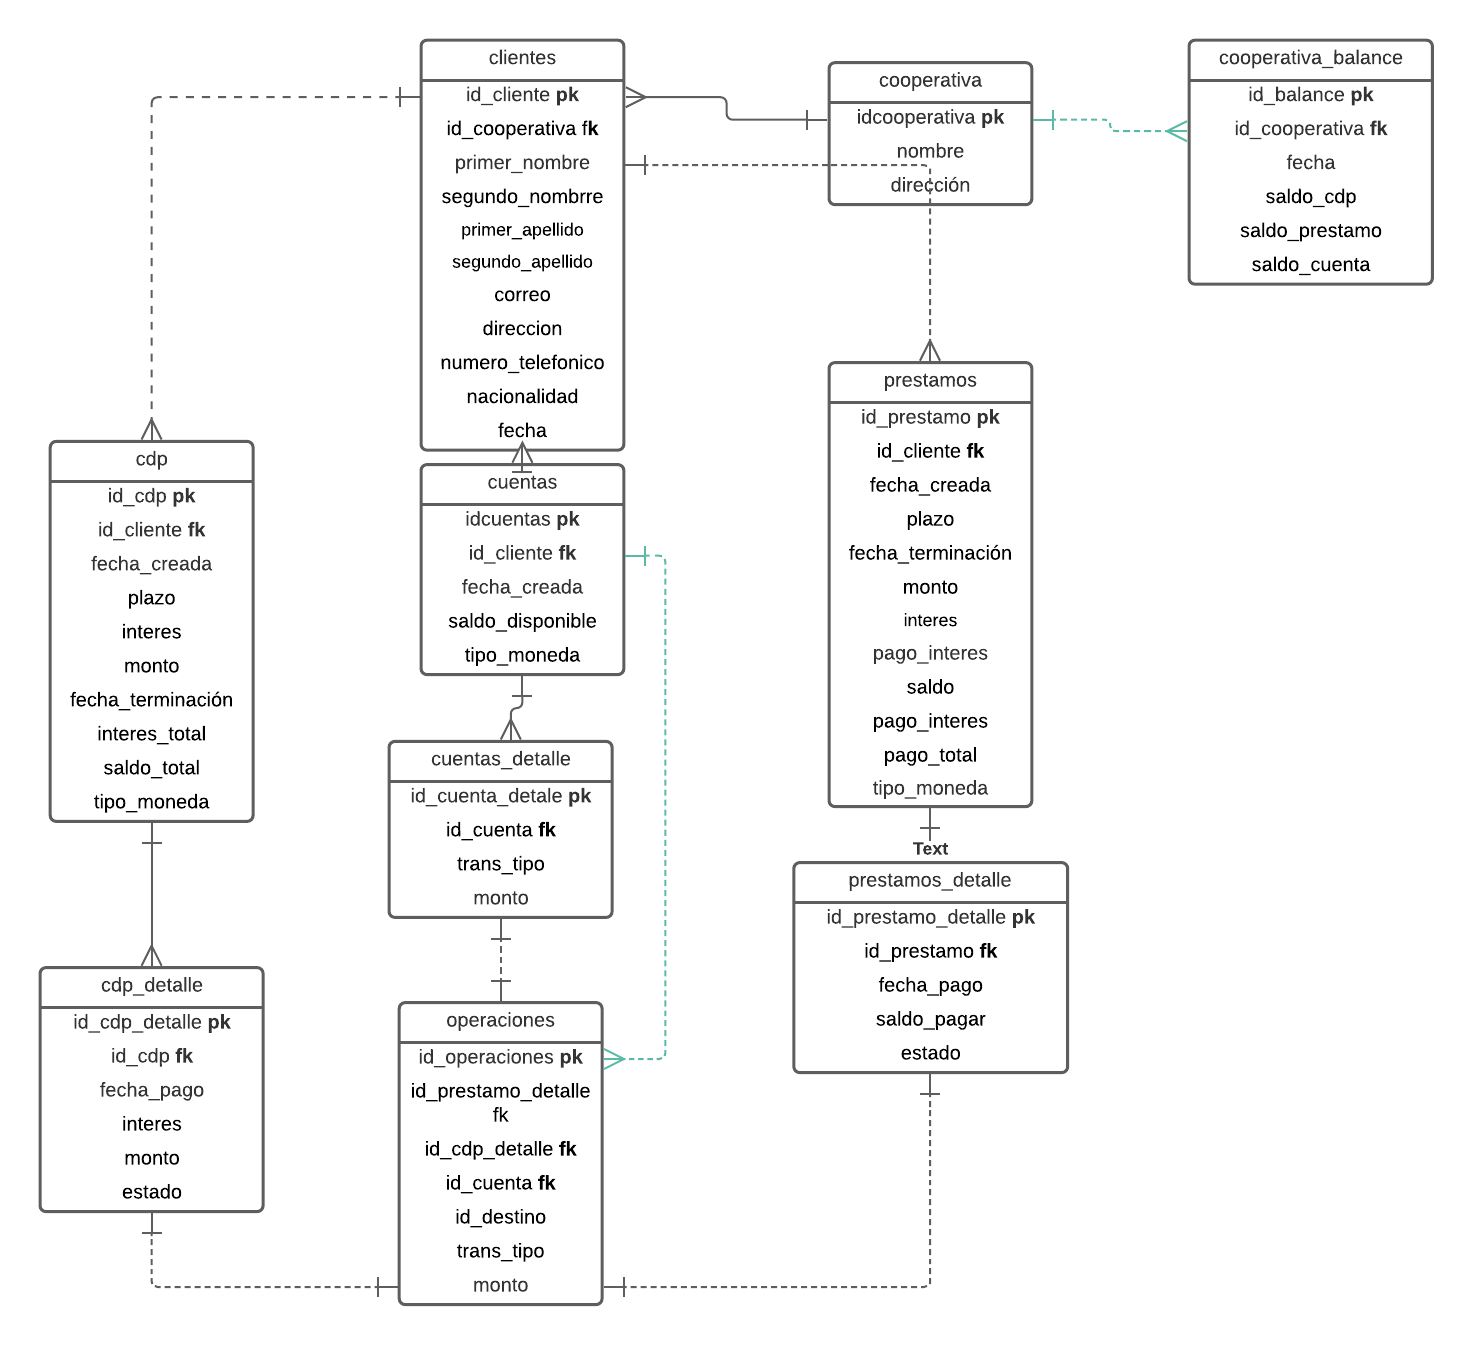 clientes
id_cliente pk
id_cooperativa fk
primer_nombre
segundo_nombrre
primer_apellido
segundo_apellido
correo
direccion
numero_telefonico
nacionalidad
fecha
cooperativa
idcooperativa pk
nombre
dirección
cooperativa_balance
id_balance pk
id_cooperativa fk
fecha
saldo_cdp
saldo_prestamo
saldo_cuenta
cdp
id_cdp pk
id_cliente fk
fecha_creada
plazo
interes
monto
fecha_terminación
interes_total
saldo_total
tipo_moneda
cuentas
idcuentas pk
id_cliente fk
fecha_creada
saldo_disponible
tipo_moneda
prestamos
id_prestamo pk
id_cliente fk
fecha_creada
plazo
fecha_terminación
monto
interes
pago_interes
saldo
pago_interes
pago_total
tipo_moneda
Text
cuentas_detalle
id_cuenta_detale pk
id_cuenta fk
trans_tipo
monto
prestamos_detalle
id_prestamo_detalle pk
id_prestamo fk
fecha_pago
saldo_pagar
estado
cdp_detalle
id_cdp_detalle pk
id_cdp fk
fecha_pago
interes
monto
estado
operaciones
id_operaciones pk
id_prestamo_detalle
fk
id_cdp_detalle fk
id_cuenta fk
id_destino
trans_tipo
monto